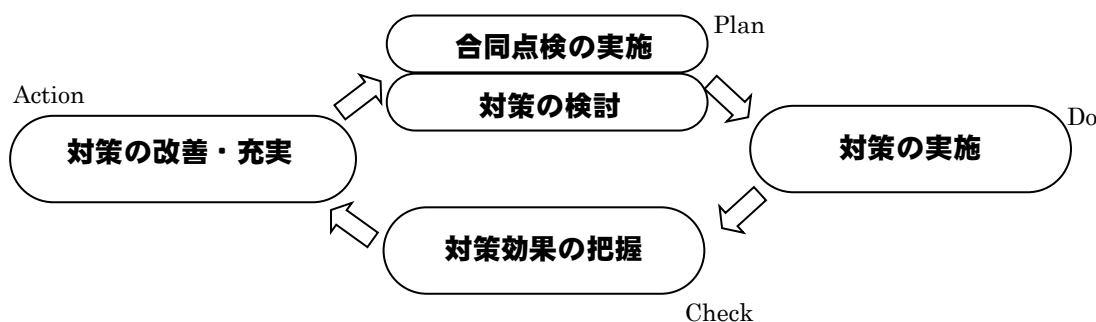 合同点検の実施
Plan
対策の検討
Action
対策の改善・充実
Do
対策の実施
対策効果の把握
Check